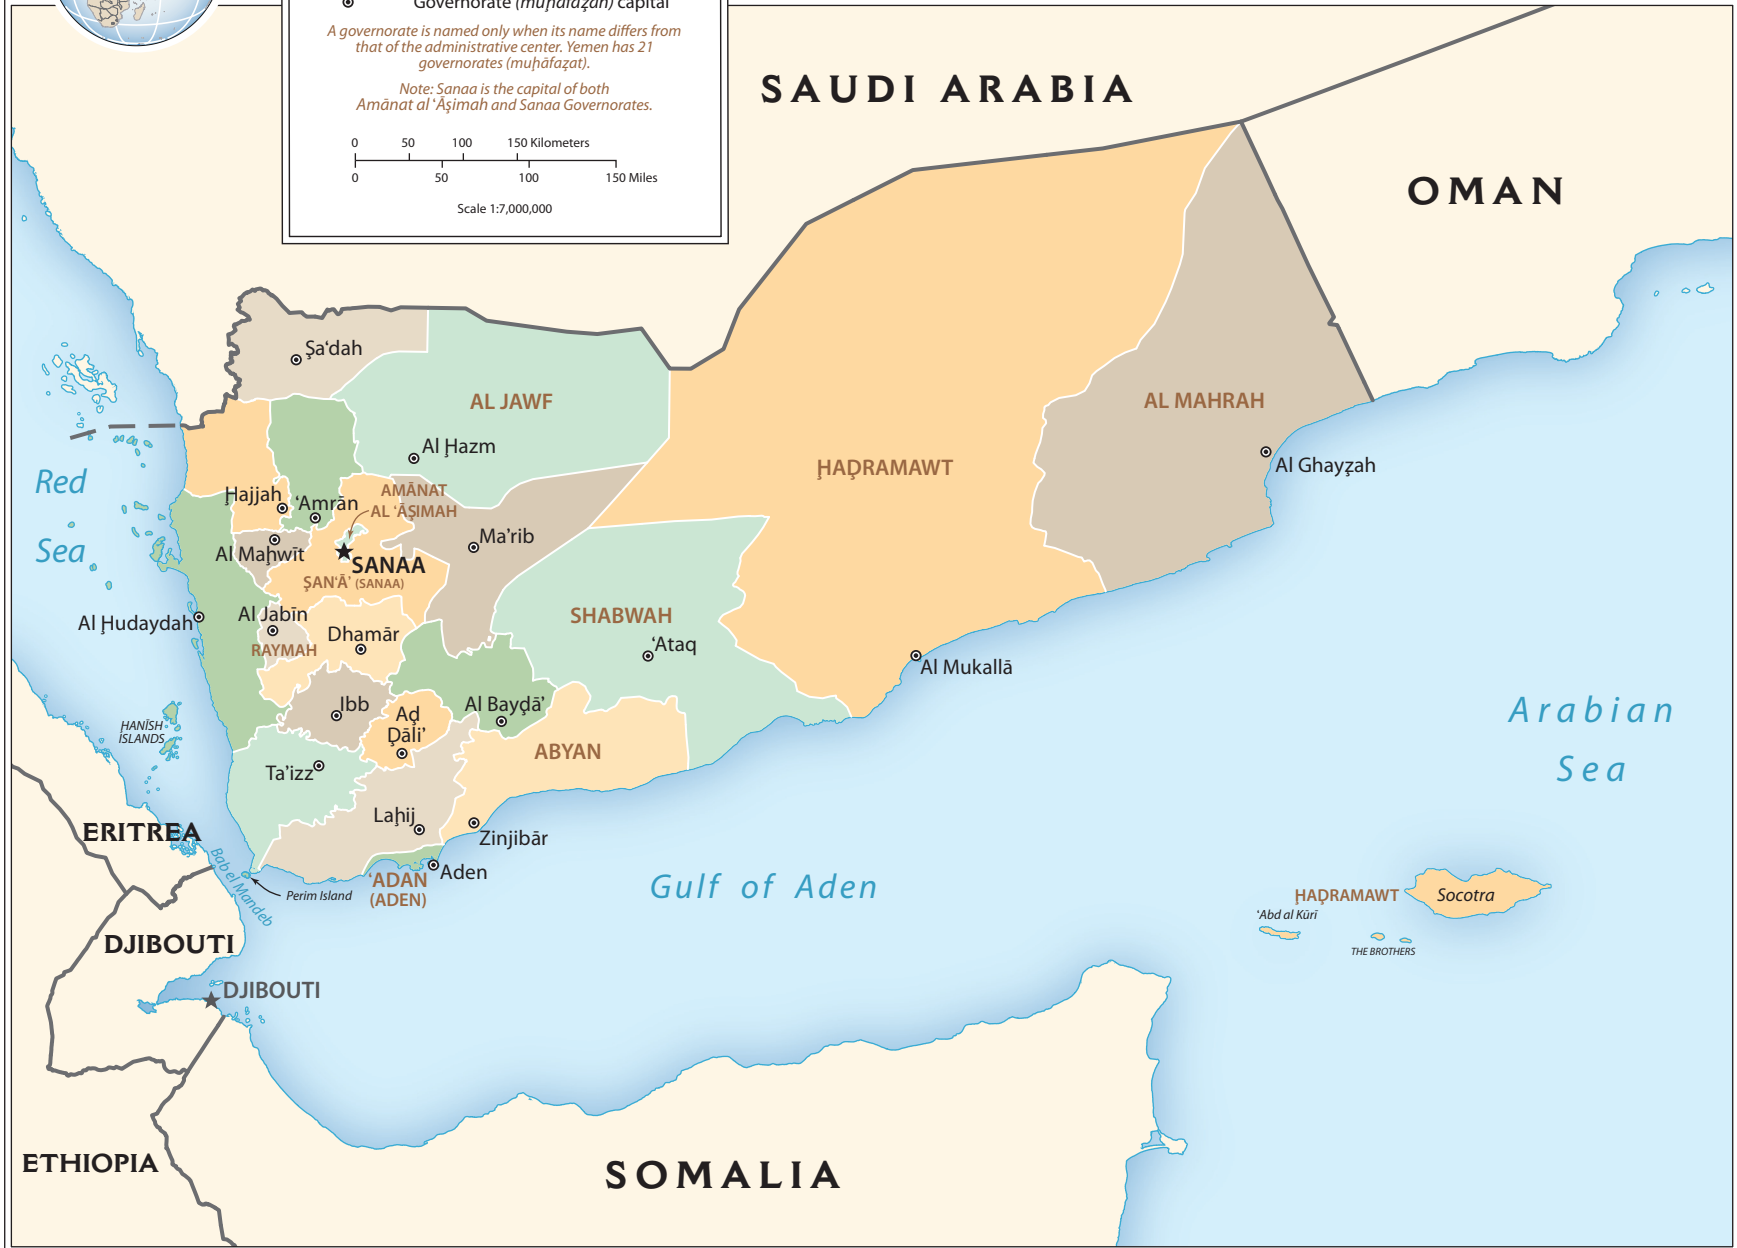 Governorate (muḩāfaz̧ah) capital
A governorate is named only when its name differs from
that of the administrative center. Yemen has 21
governorates (muḩāfaz̧at).
Note: Sanaa is the capital of both
Amānat al ‘Āşimah and Sanaa Governorates.
0 50 100 150 Kilometers
0 50 100 150 Miles
Scale 1:7,000,000
SAUDI ARABIA
OMAN
Şa‘dah
AL JAWF
Al Ḩazm
AL MAHRAH
Al Ghayz̧ah
ḨAḐRAMAWT
Red
Sea
Ḩajjah
‘Amrān
AMĀNAT
AL ‘ĀŞIMAH
Ma’rib
Al Maḩwīt
SANAA
ŞAN‘Ā’ (SANAA)
Al Ḩudaydah
Al Jabīn
RAYMAH
Dhamār
SHABWAH
‘Ataq
Al Mukallā
Ibb
Aḑ
Ḑāli’
Al Bayḑā’
ḨANĪSH
ISLANDS
ABYAN
Ta’izz
Laḩij
Zinjibār
Arabian
Sea
ERITREA
Bab el Mandeb
Perim Island
‘ADAN
(ADEN)
Aden
Gulf of Aden
ḨAḐRAMAWT
Socotra
‘Abd al Kūrī
THE BROTHERS
DJIBOUTI
DJIBOUTI
ETHIOPIA
SOMALIA